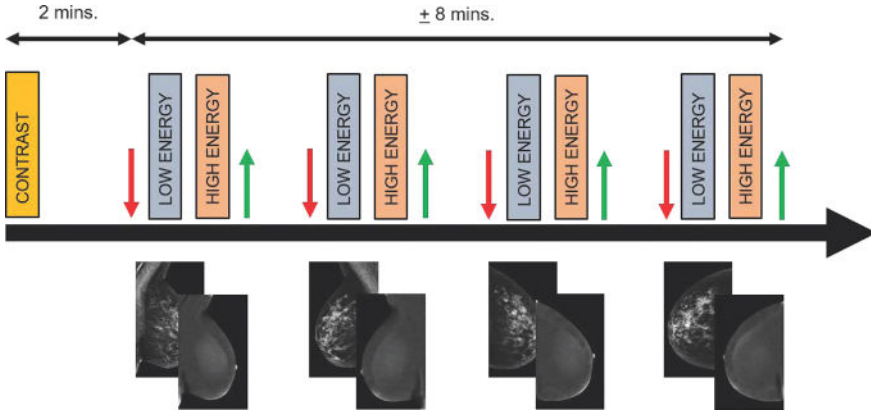 2 mins.
± 8 mins.
CONTRAST
LOW ENERGY
HIGH ENERGY
LOW ENERGY
HIGH ENERGY
LOW ENERGY
HIGH ENERGY
LOW ENERGY
HIGH ENERGY